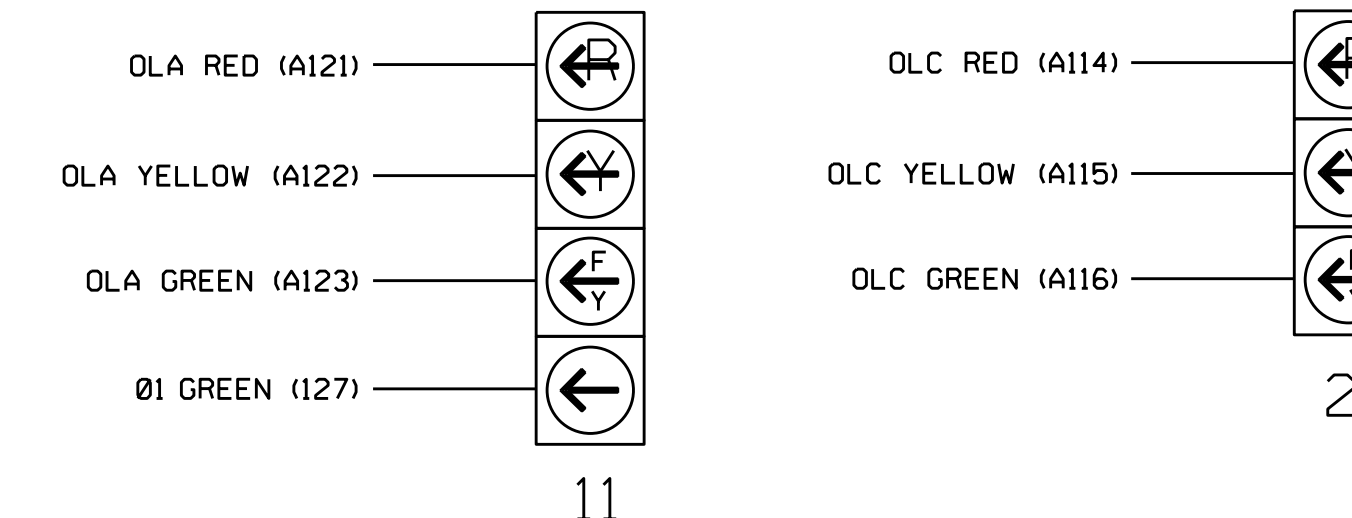 OLA RED (A121)
R
OLA YELLOW (A122)
Y
OLA GREEN (A123)
F
Y
Ø1 GREEN (127)
11
OLC RED (A114)
OLC YELLOW (A115)
OLC GREEN (A116)